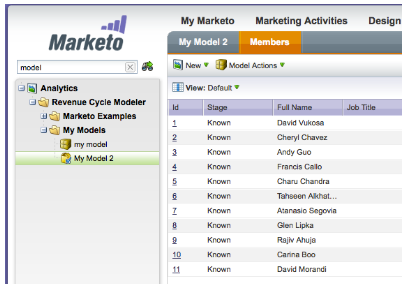 My Marketo Marketing Activities Design
Marketo
My Model 2 Members
model
New Model Actions
View: Default
Analytics
Revenue Cycle Modeler
Marketo Examples
My Models
my model
My Model 2
Id Stage Full Name Job Title
1 Known David Vukosa
2 Known Cheryl Chavez
3 Known Andy Guo
4 Known Francis Callo
5 Known Charu Chandra
6 Known Tahseen Alkhat...
7 Known Atanasio Segovia
8 Known Glen Lipka
9 Known Rajiv Ahuja
10 Known Carina Boo
11 Known David Morandi